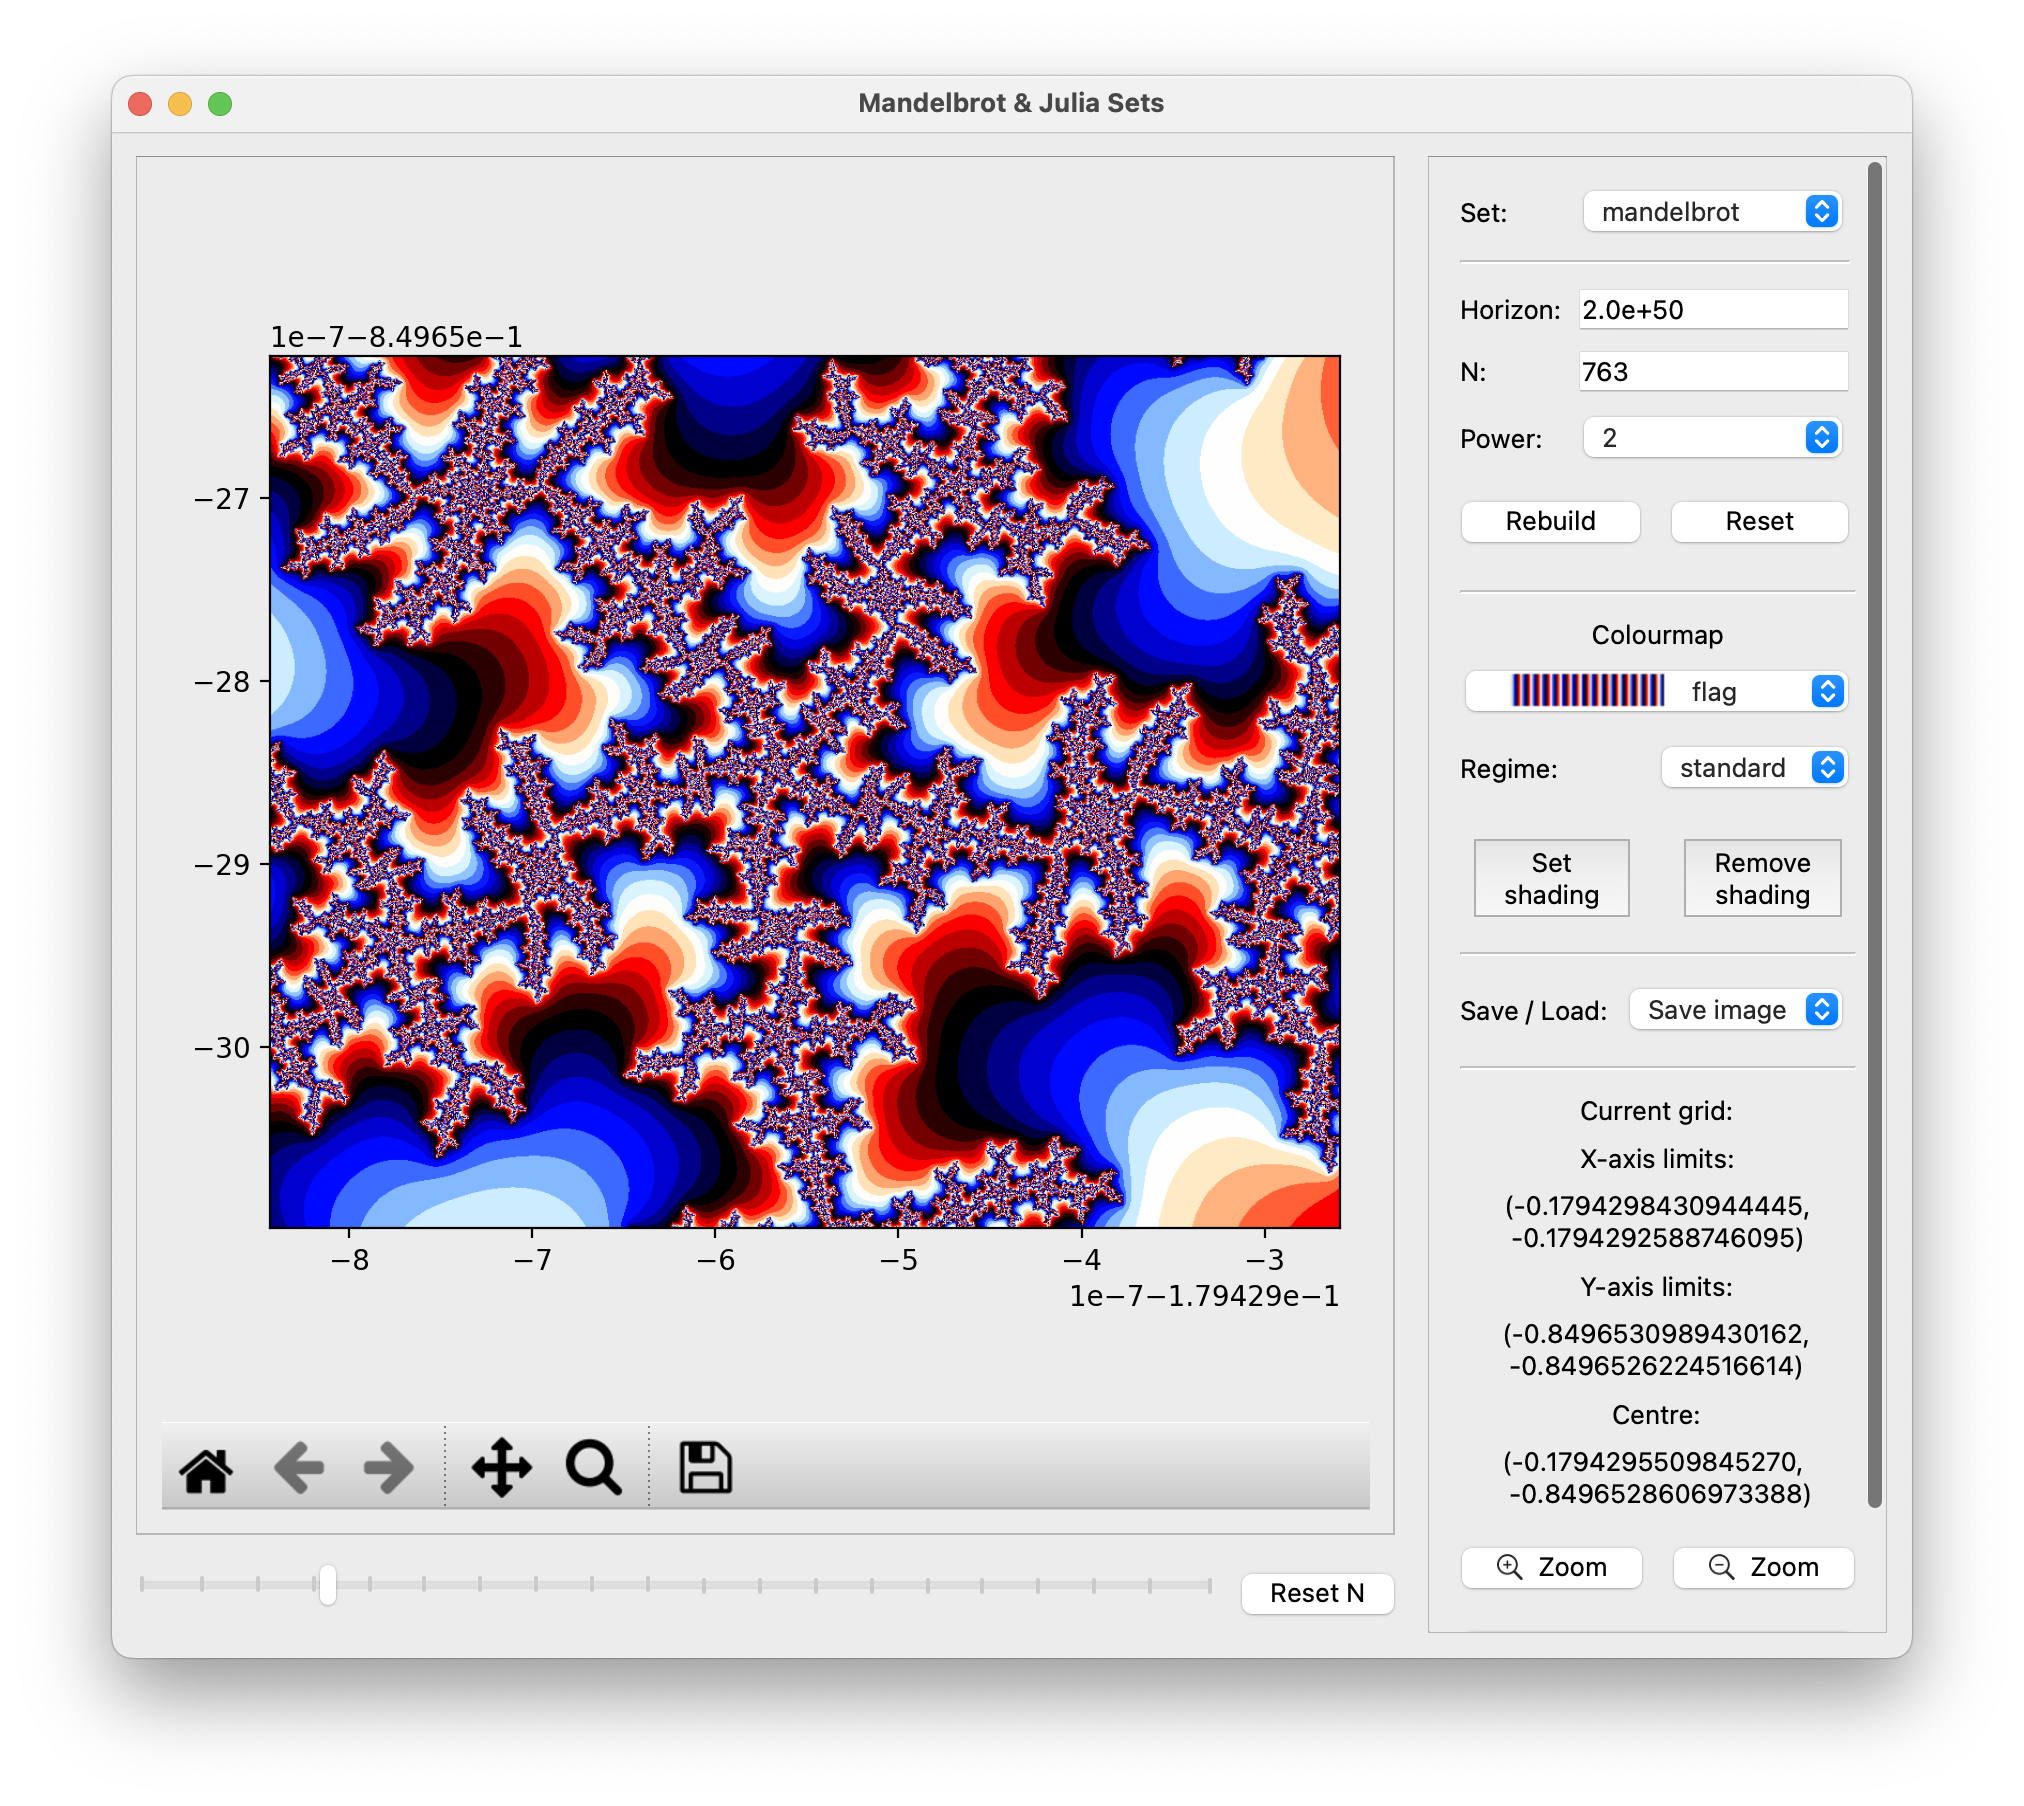 Mandelbrot & Julia Sets
1e−7−8.4965e−1
−27
−28
−29
−30
−8 −7 −6 −5 −4 −3
1e−7−1.79429e−1
Reset N
Set: mandelbrot
Horizon: 2.0e+50
N: 763
Power: 2
Rebuild Reset
Colourmap
flag
Regime: standard
Set shading
Remove shading
Save / Load: Save image
Current grid:
X-axis limits:
(-0.1794298430944445,
-0.1794292588746095)
Y-axis limits:
(-0.8496530989430162,
-0.8496526224516614)
Centre:
(-0.1794295509845270,
-0.8496528606973388)
Zoom Zoom